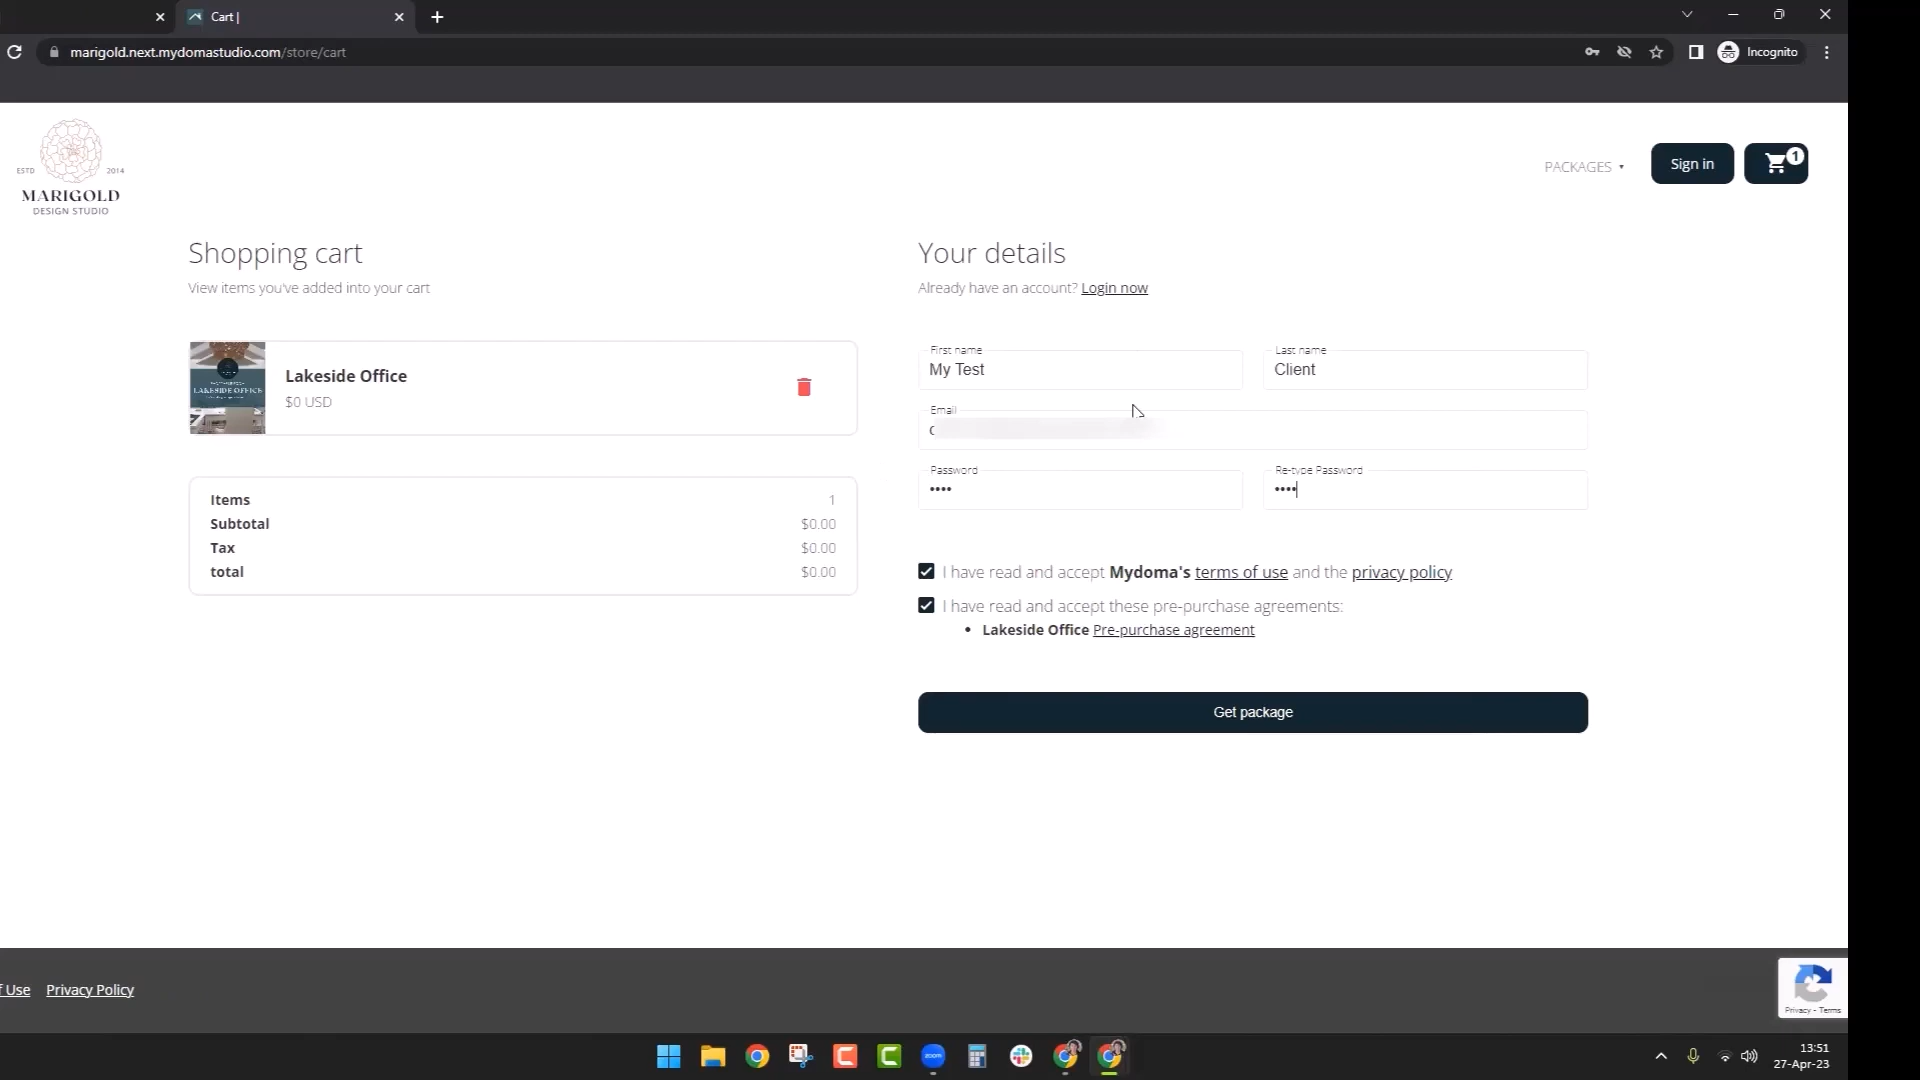 Cart |
marigold.next.mydomastudio.com/store/cart
Incognito
ESTD 2014
MARIGOLD
DESIGN STUDIO
PACKAGES
Sign in
1
Shopping cart
View items you've added into your cart
LAKESIDE OFFICE
Lakeside Office
$0 USD
Items 1
Subtotal $0.00
Tax $0.00
total $0.00
Your details
Already have an account? Login now
First name
My Test
Last name
Client
Email
Password
••••
Re-type Password
••••
I have read and accept Mydoma's terms of use and the privacy policy
I have read and accept these pre-purchase agreements:
• Lakeside Office Pre-purchase agreement
Get package
f Use Privacy Policy
Privacy - Terms
zoom
13:51
27-Apr-23